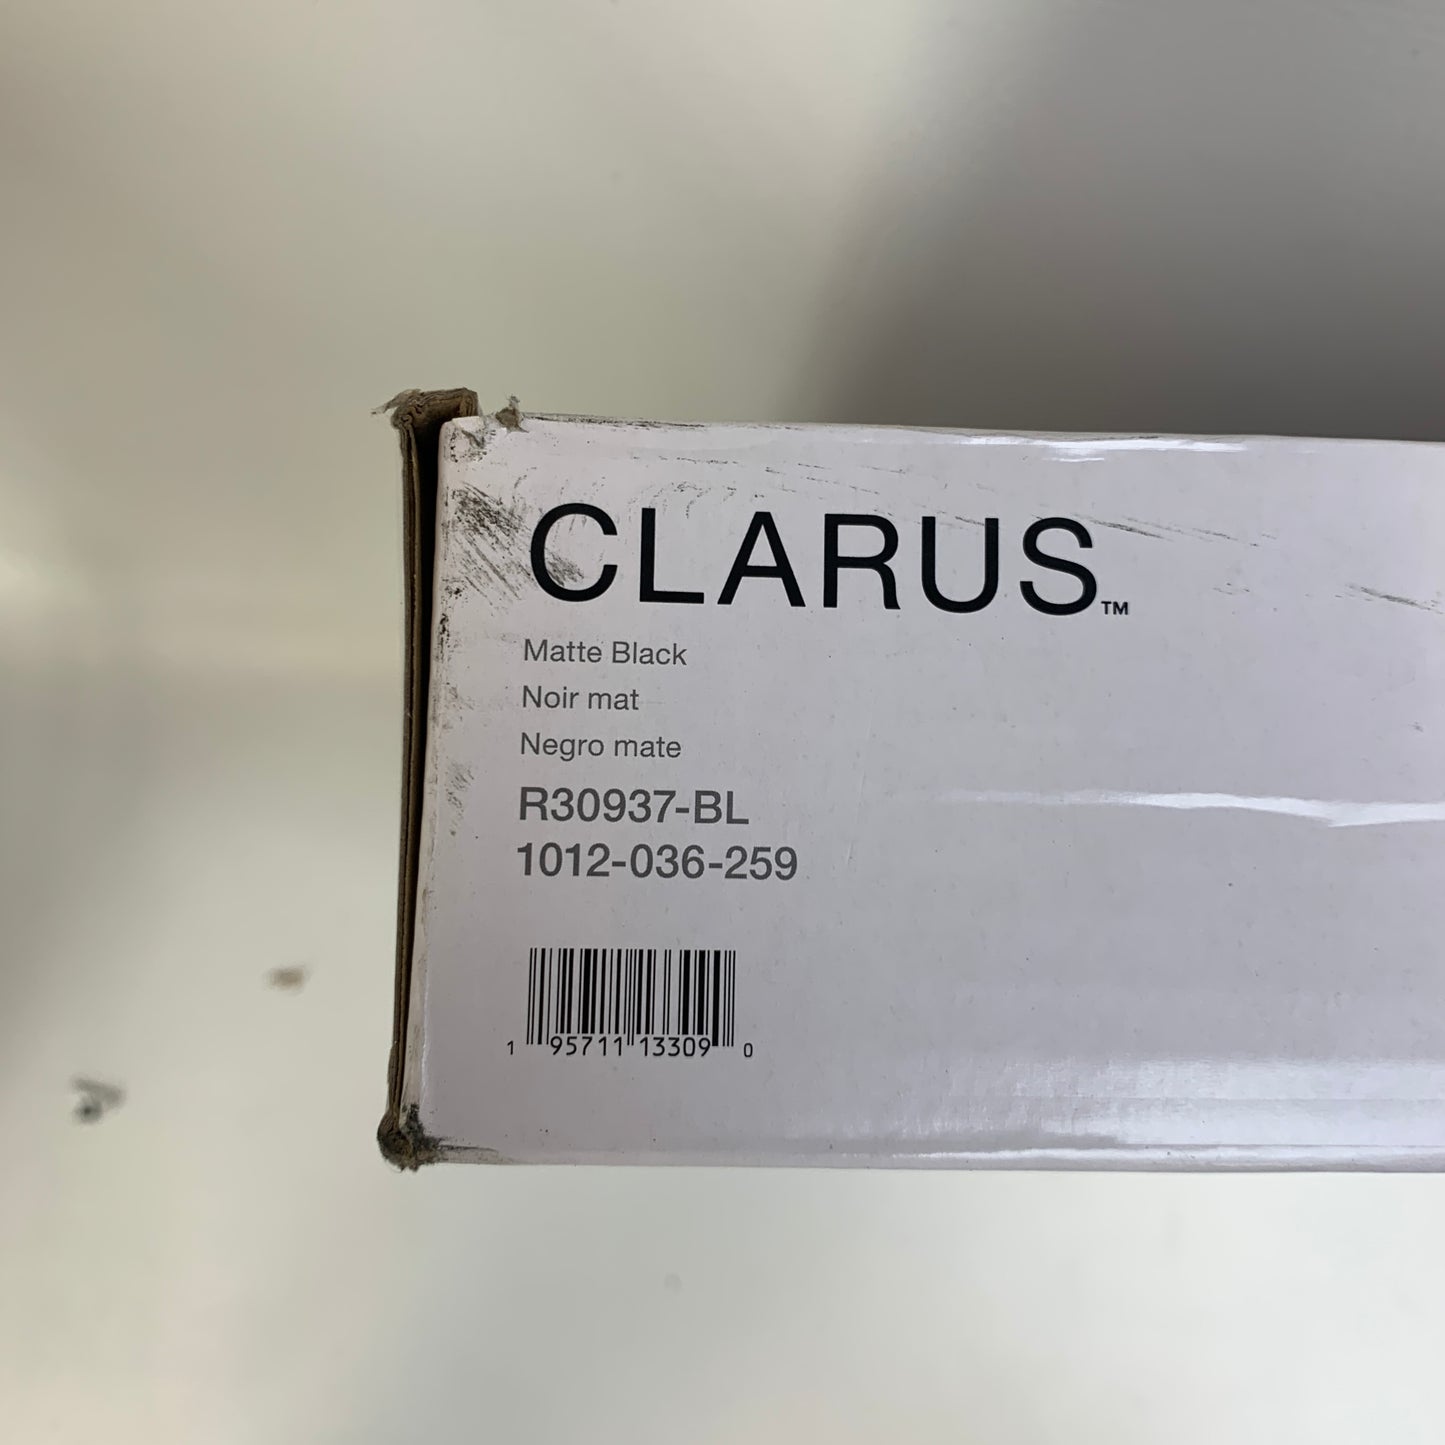 CLARUS™
Matte Black
Noir mat
Negro mate
R30937-BL
1012-036-259
1 95711 13309 0